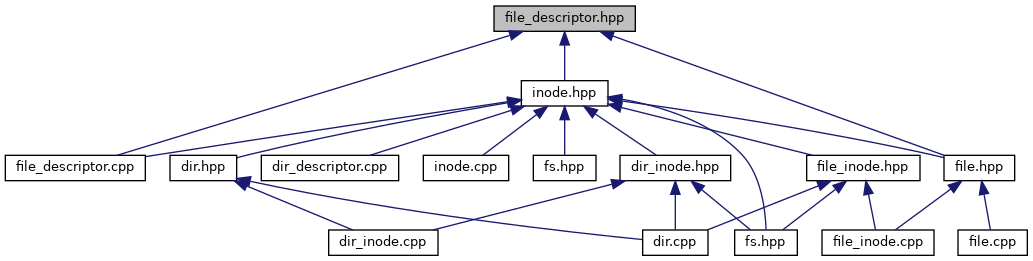 file_descriptor.hpp
inode.hpp
file_descriptor.cpp
dir.hpp
dir_descriptor.cpp
inode.cpp
fs.hpp
dir_inode.hpp
file_inode.hpp
file.hpp
dir_inode.cpp
dir.cpp
fs.hpp
file_inode.cpp
file.cpp